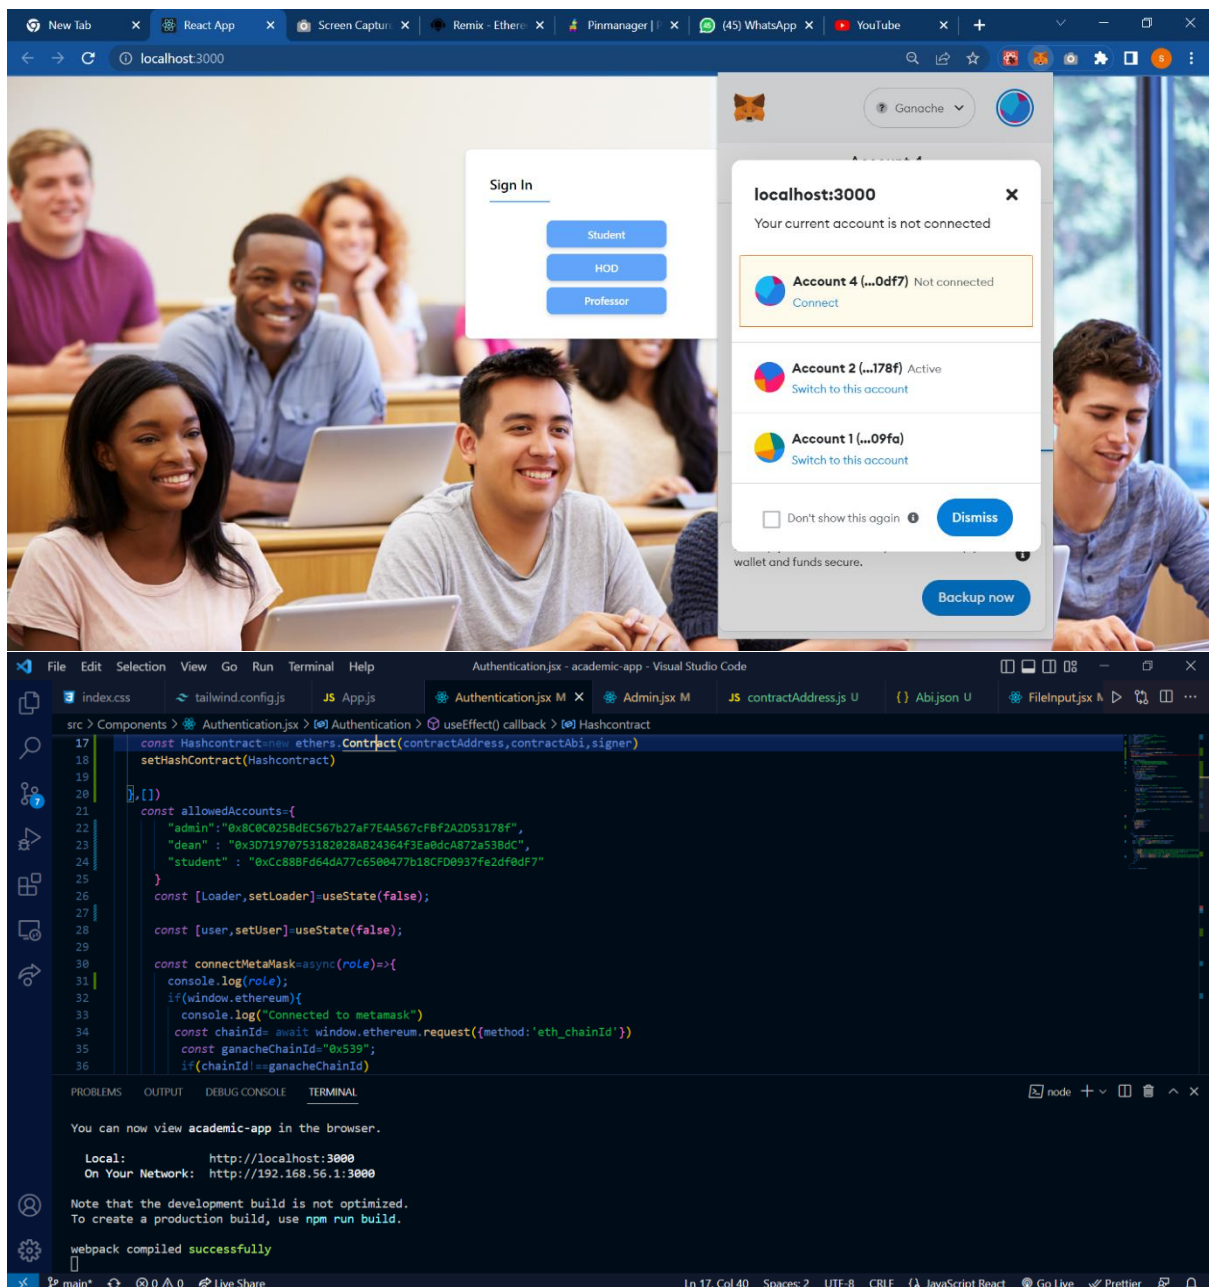 New Tab
React App
Screen Capture
Remix - Ethere
Pinmanager | P
(45) WhatsApp
YouTube
localhost:3000
Ganache
Sign In
Student
HOD
Professor
localhost:3000
Your current account is not connected
Account 4 (...0df7) Not connected
Connect
Account 2 (...178f) Active
Switch to this account
Account 1 (...09fa)
Switch to this account
Don't show this again
Dismiss
wallet and funds secure.
Backup now
File Edit Selection View Go Run Terminal Help
Authentication.jsx - academic-app - Visual Studio Code
index.css
tailwind.config.js
JS App.js
Authentication.jsx M
Admin.jsx M
JS contractAddress.js U
{} Abi.json U
FileInput.jsx
src > Components > Authentication.jsx > Authentication > useEffect() callback > Hashcontract
17 const Hashcontract=new ethers.Contract(contractAddress,contractAbi,signer)
18 setHashContract(Hashcontract)
19
20 },[])
21 const allowedAccounts={
22 "admin":"0x8C0C025BdEC567b27aF7E4A567cFBf2A2D53178f",
23 "dean" : "0x3D71970753182028AB24364f3Ea0dcA872a53BdC",
24 "student" : "0xCc88BFd64dA77c6500477b18CFD0937fe2df0dF7"
25 }
26 const [Loader,setLoader]=useState(false);
27
28 const [user,setUser]=useState(false);
29
30 const connectMetaMask=async(role)=>{
31 console.log(role);
32 if(window.ethereum){
33 console.log("Connected to metamask")
34 const chainId= await window.ethereum.request({method:'eth_chainId'})
35 const ganacheChainId="0x539";
36 if(chainId!==ganacheChainId)
PROBLEMS OUTPUT DEBUG CONSOLE TERMINAL
node
You can now view academic-app in the browser.
Local: http://localhost:3000
On Your Network: http://192.168.56.1:3000
Note that the development build is not optimized.
To create a production build, use npm run build.
webpack compiled successfully
main* 0 0 Live Share
Ln 17, Col 40 Spaces: 2 UTF-8 CRLF JavaScript React Go Live Prettier